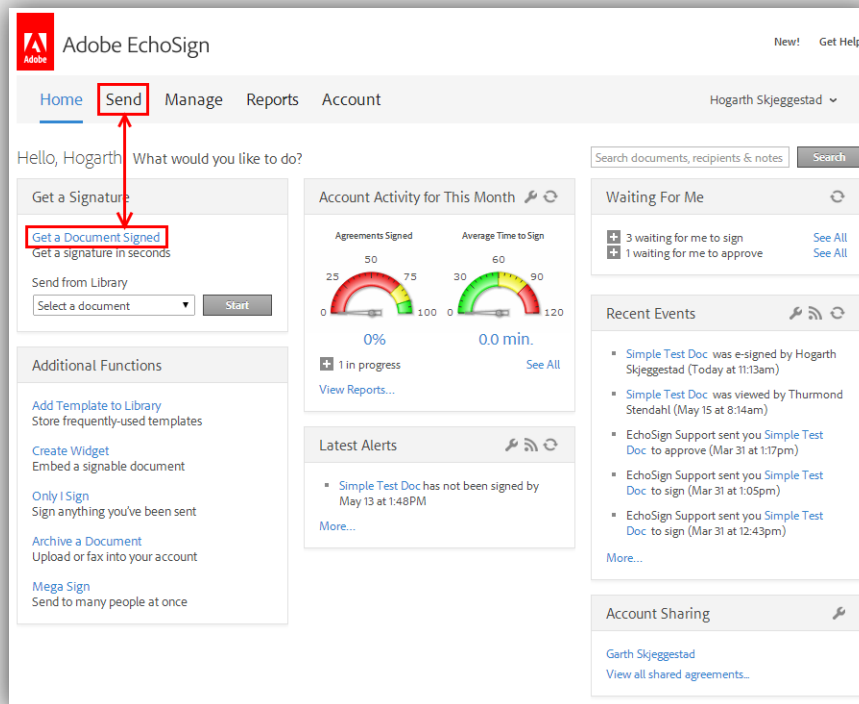 Adobe
Adobe EchoSign
New! Get Help
Home Send Manage Reports Account
Hogarth Skjeggestad
Hello, Hogarth What would you like to do?
Search documents, recipients & notes Search
Get a Signature
Get a Document Signed
Get a signature in seconds
Send from Library
Select a document Start
Additional Functions
Add Template to Library
Store frequently-used templates
Create Widget
Embed a signable document
Only I Sign
Sign anything you've been sent
Archive a Document
Upload or fax into your account
Mega Sign
Send to many people at once
Account Activity for This Month
Agreements Signed Average Time to Sign
50 60
25 75 30 90
0 100 0 120
0% 0.0 min.
1 in progress See All
View Reports...
Latest Alerts
Simple Test Doc has not been signed by
May 13 at 1:48PM
More...
Waiting For Me
3 waiting for me to sign See All
1 waiting for me to approve See All
Recent Events
Simple Test Doc was e-signed by Hogarth
Skjeggestad (Today at 11:13am)
Simple Test Doc was viewed by Thurmond
Stendahl (May 15 at 8:14am)
EchoSign Support sent you Simple Test
Doc to approve (Mar 31 at 1:17pm)
EchoSign Support sent you Simple Test
Doc to sign (Mar 31 at 1:05pm)
EchoSign Support sent you Simple Test
Doc to sign (Mar 31 at 12:43pm)
More...
Account Sharing
Garth Skjeggestad
View all shared agreements...